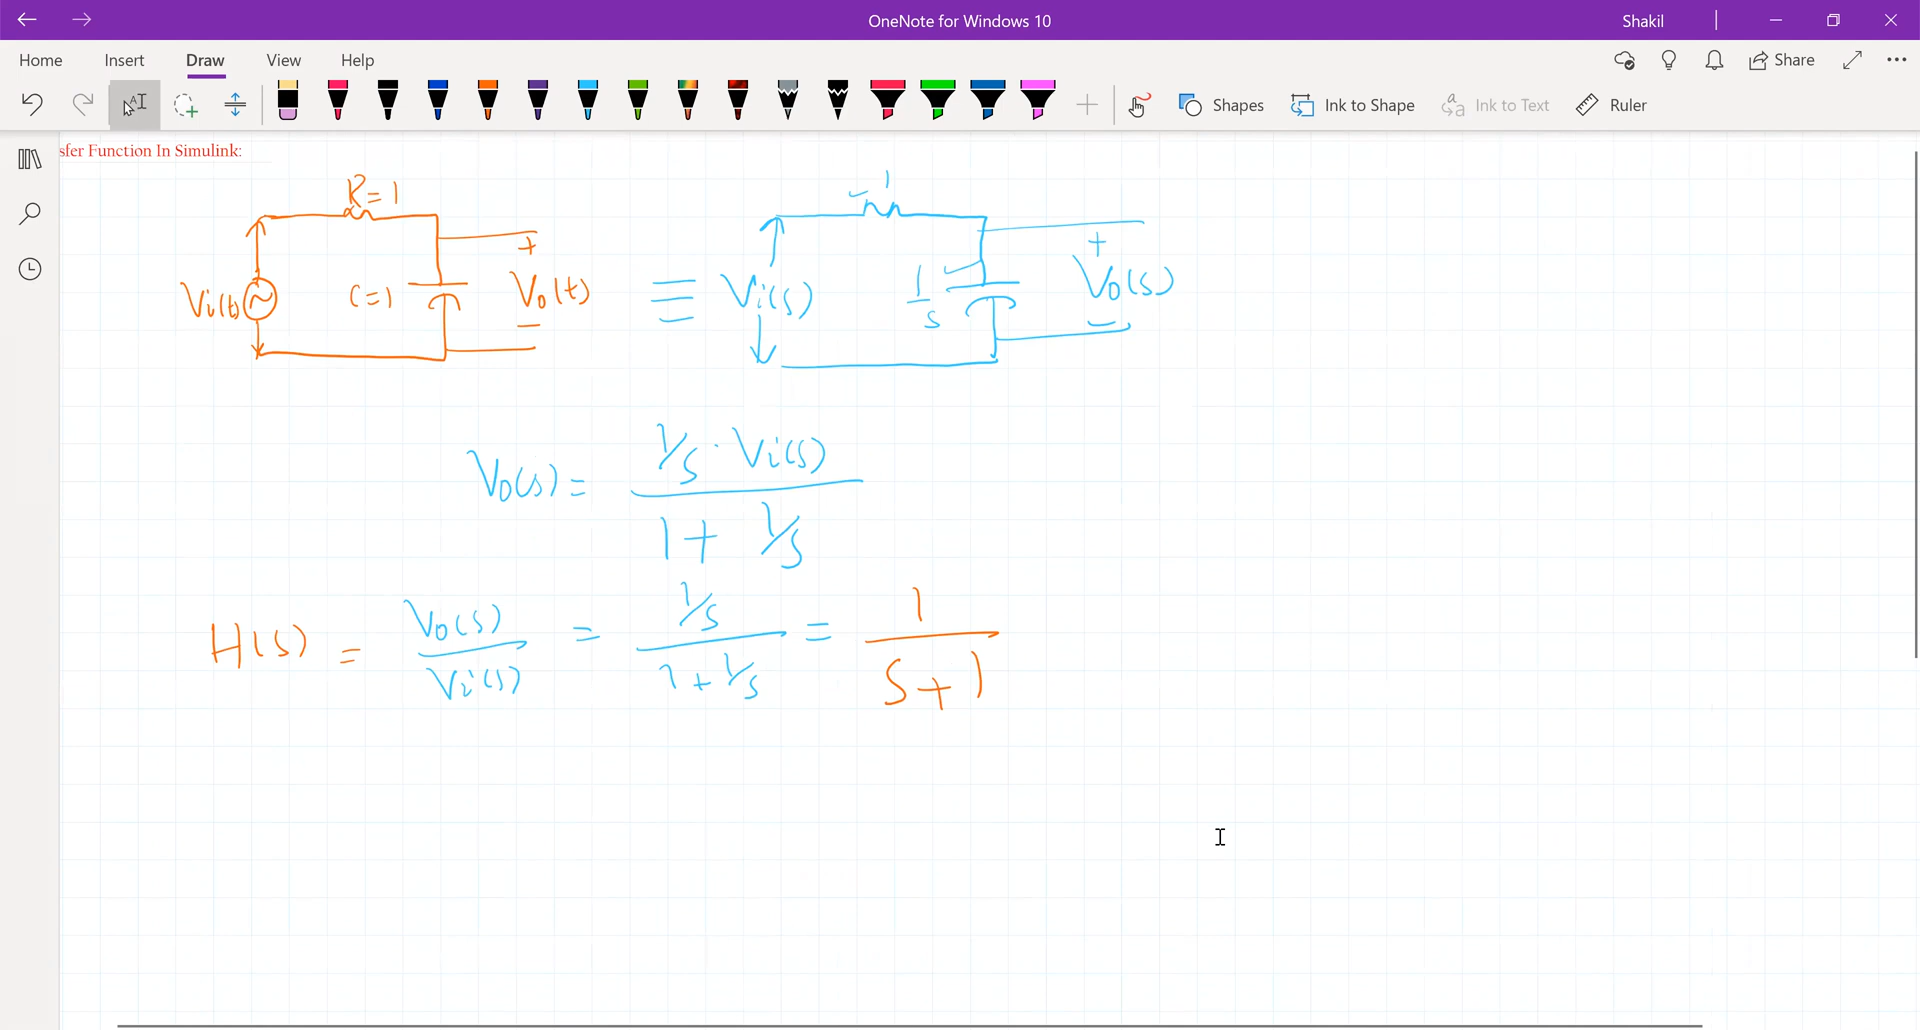 OneNote for Windows 10
Shakil
Home Insert Draw View Help
Share
Shapes
Ink to Shape
Ink to Text
Ruler
sfer Function In Simulink:
R=1
Vi(t)
C=1
+
Vo(t)
−
≡
1
Vi(s)
1/s
+
Vo(s)
−
Vo(s) = (1/s · Vi(s)) / (1 + 1/s)
H(s) = Vo(s)/Vi(s) = (1/s) / (1 + 1/s) = 1/(s+1)